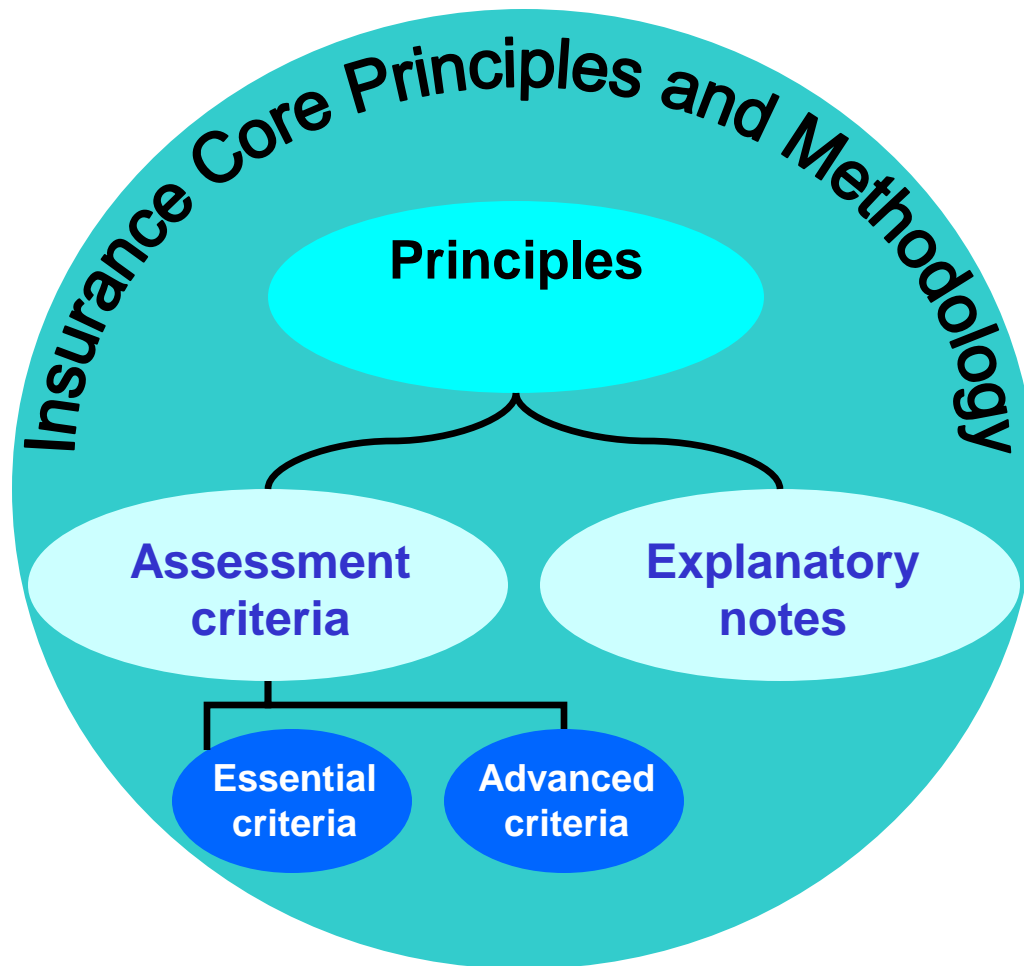 Insurance Core Principles and Methodology
Principles
Assessment
criteria
Explanatory
notes
Essential
criteria
Advanced
criteria